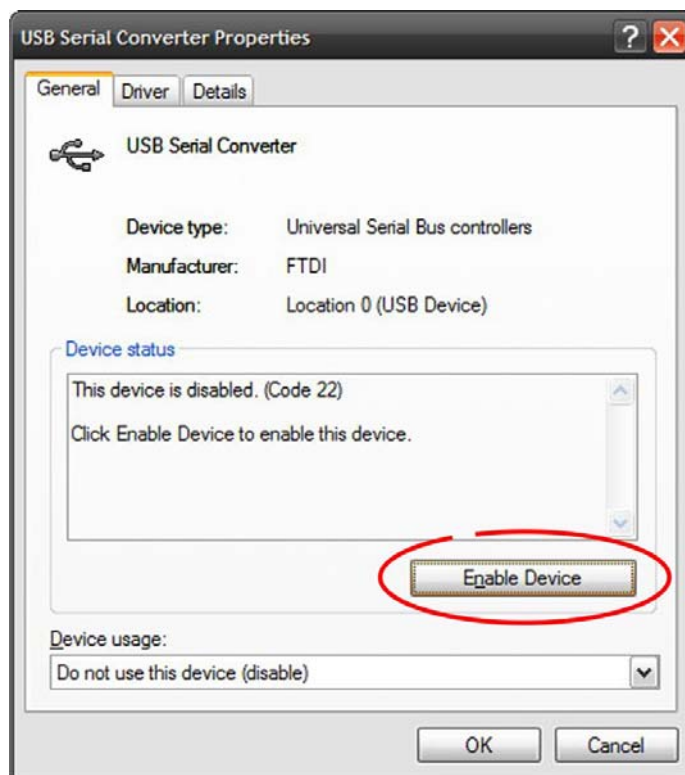 USB Serial Converter Properties
?
General Driver Details
USB Serial Converter
Device type: Universal Serial Bus controllers
Manufacturer: FTDI
Location: Location 0 (USB Device)
Device status
This device is disabled. (Code 22)
Click Enable Device to enable this device.
Enable Device
Device usage:
Do not use this device (disable)
OK Cancel